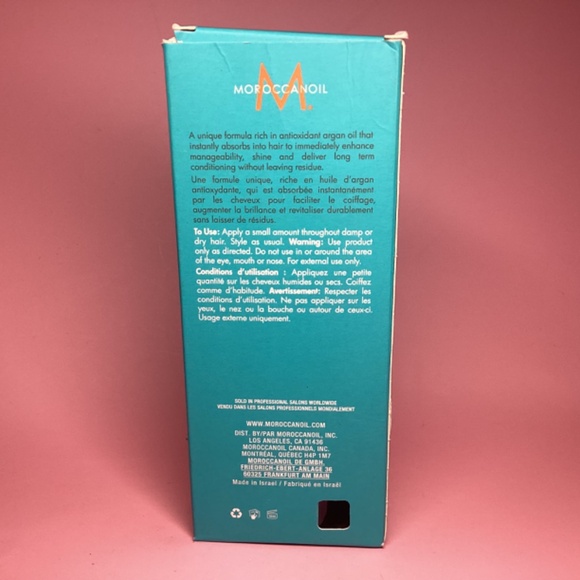 MOROCCANOIL
M.
A unique formula rich in antioxidant argan oil that
instantly absorbs into hair to immediately enhance
manageability, shine and deliver long term
conditioning without leaving residue.
Une formule unique, riche en huile d'argan
antioxydante, qui est absorbée instantanément
par les cheveux pour faciliter le coiffage,
augmenter la brillance et revitaliser durablement
sans laisser de résidus.
To Use: Apply a small amount throughout damp or
dry hair. Style as usual. Warning: Use product
only as directed. Do not use in or around the area
of the eye, mouth or nose. For external use only.
Conditions d'utilisation : Appliquez une petite
quantité sur les cheveux humides ou secs. Coiffez
comme d'habitude. Avertissement: Respecter les
conditions d'utilisation. Ne pas appliquer sur les
yeux, le nez ou la bouche ou autour de ceux-ci.
Usage externe uniquement.
SOLD IN PROFESSIONAL SALONS WORLDWIDE
VENDU DANS LES SALONS PROFESSIONNELS MONDIALEMENT
WWW.MOROCCANOIL.COM
DIST. BY/PAR MOROCCANOIL, INC.
LOS ANGELES, CA 91436
MOROCCANOIL CANADA, INC.
MONTRÉAL, QUÉBEC H4P 1M7
MOROCCANOIL DE GMBH.
FRIEDRICH-EBERT-ANLAGE 36
60325 FRANKFURT AM MAIN
Made in Israel / Fabriqué en Israël